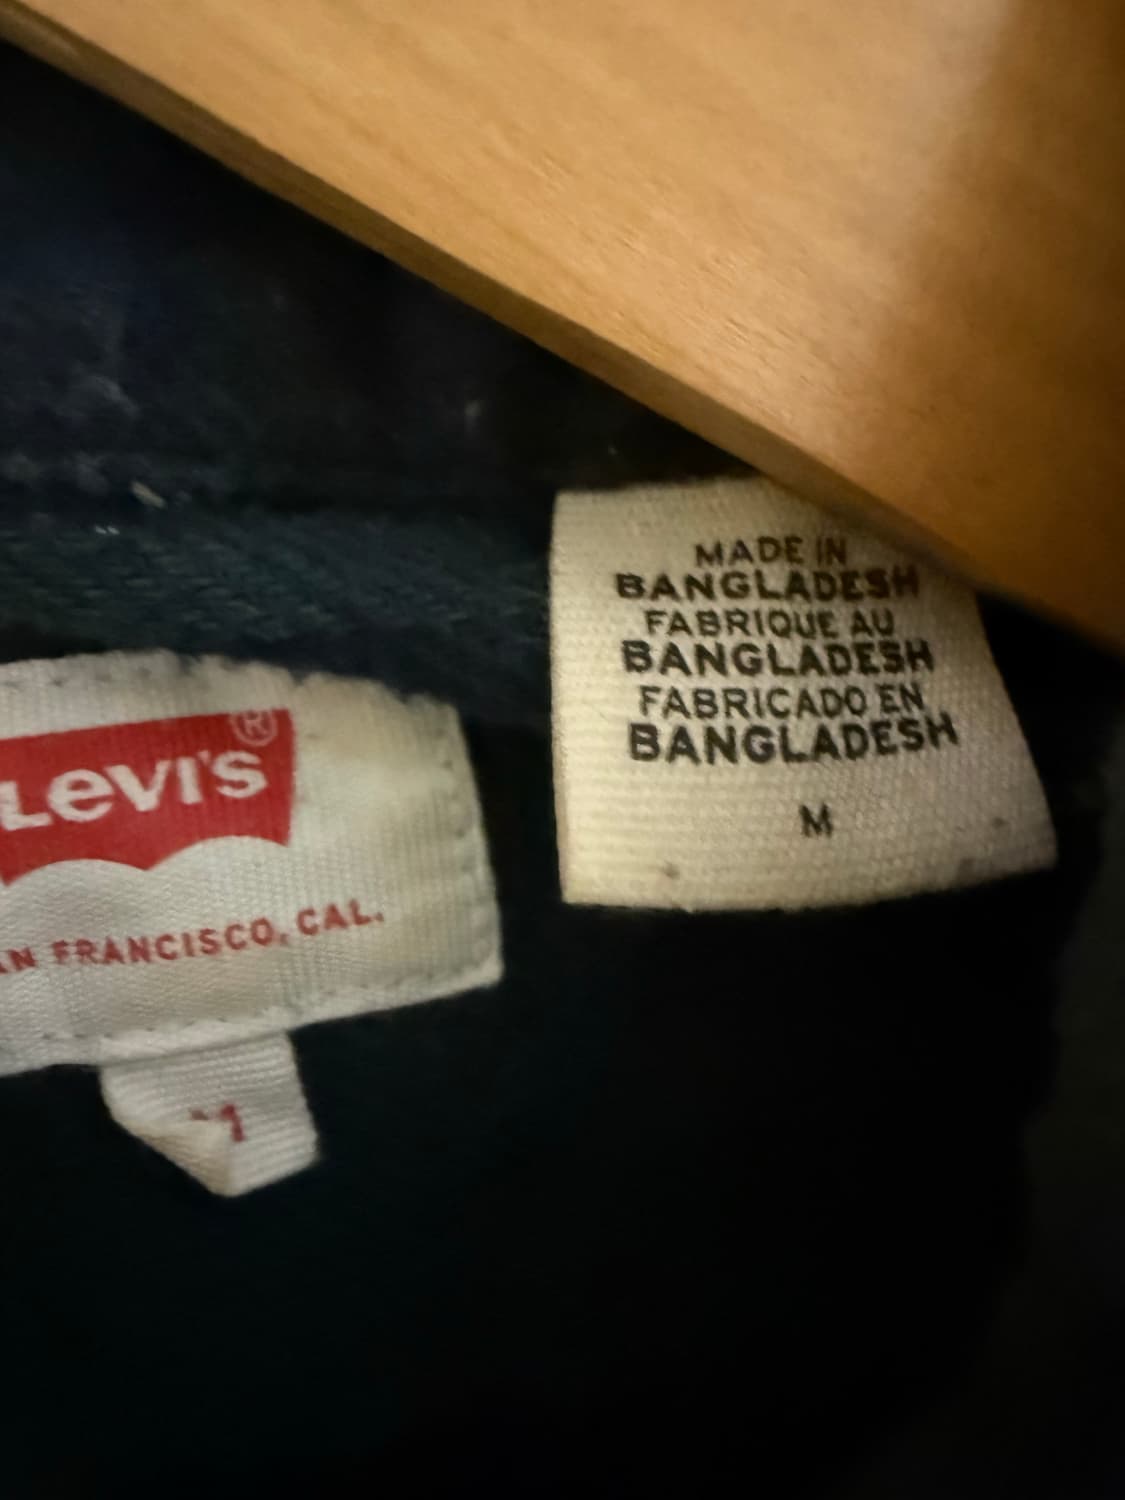 Levi's®
AN FRANCISCO, CAL.
MADE IN
BANGLADESH
FABRIQUE AU
BANGLADESH
FABRICADO EN
BANGLADESH
M